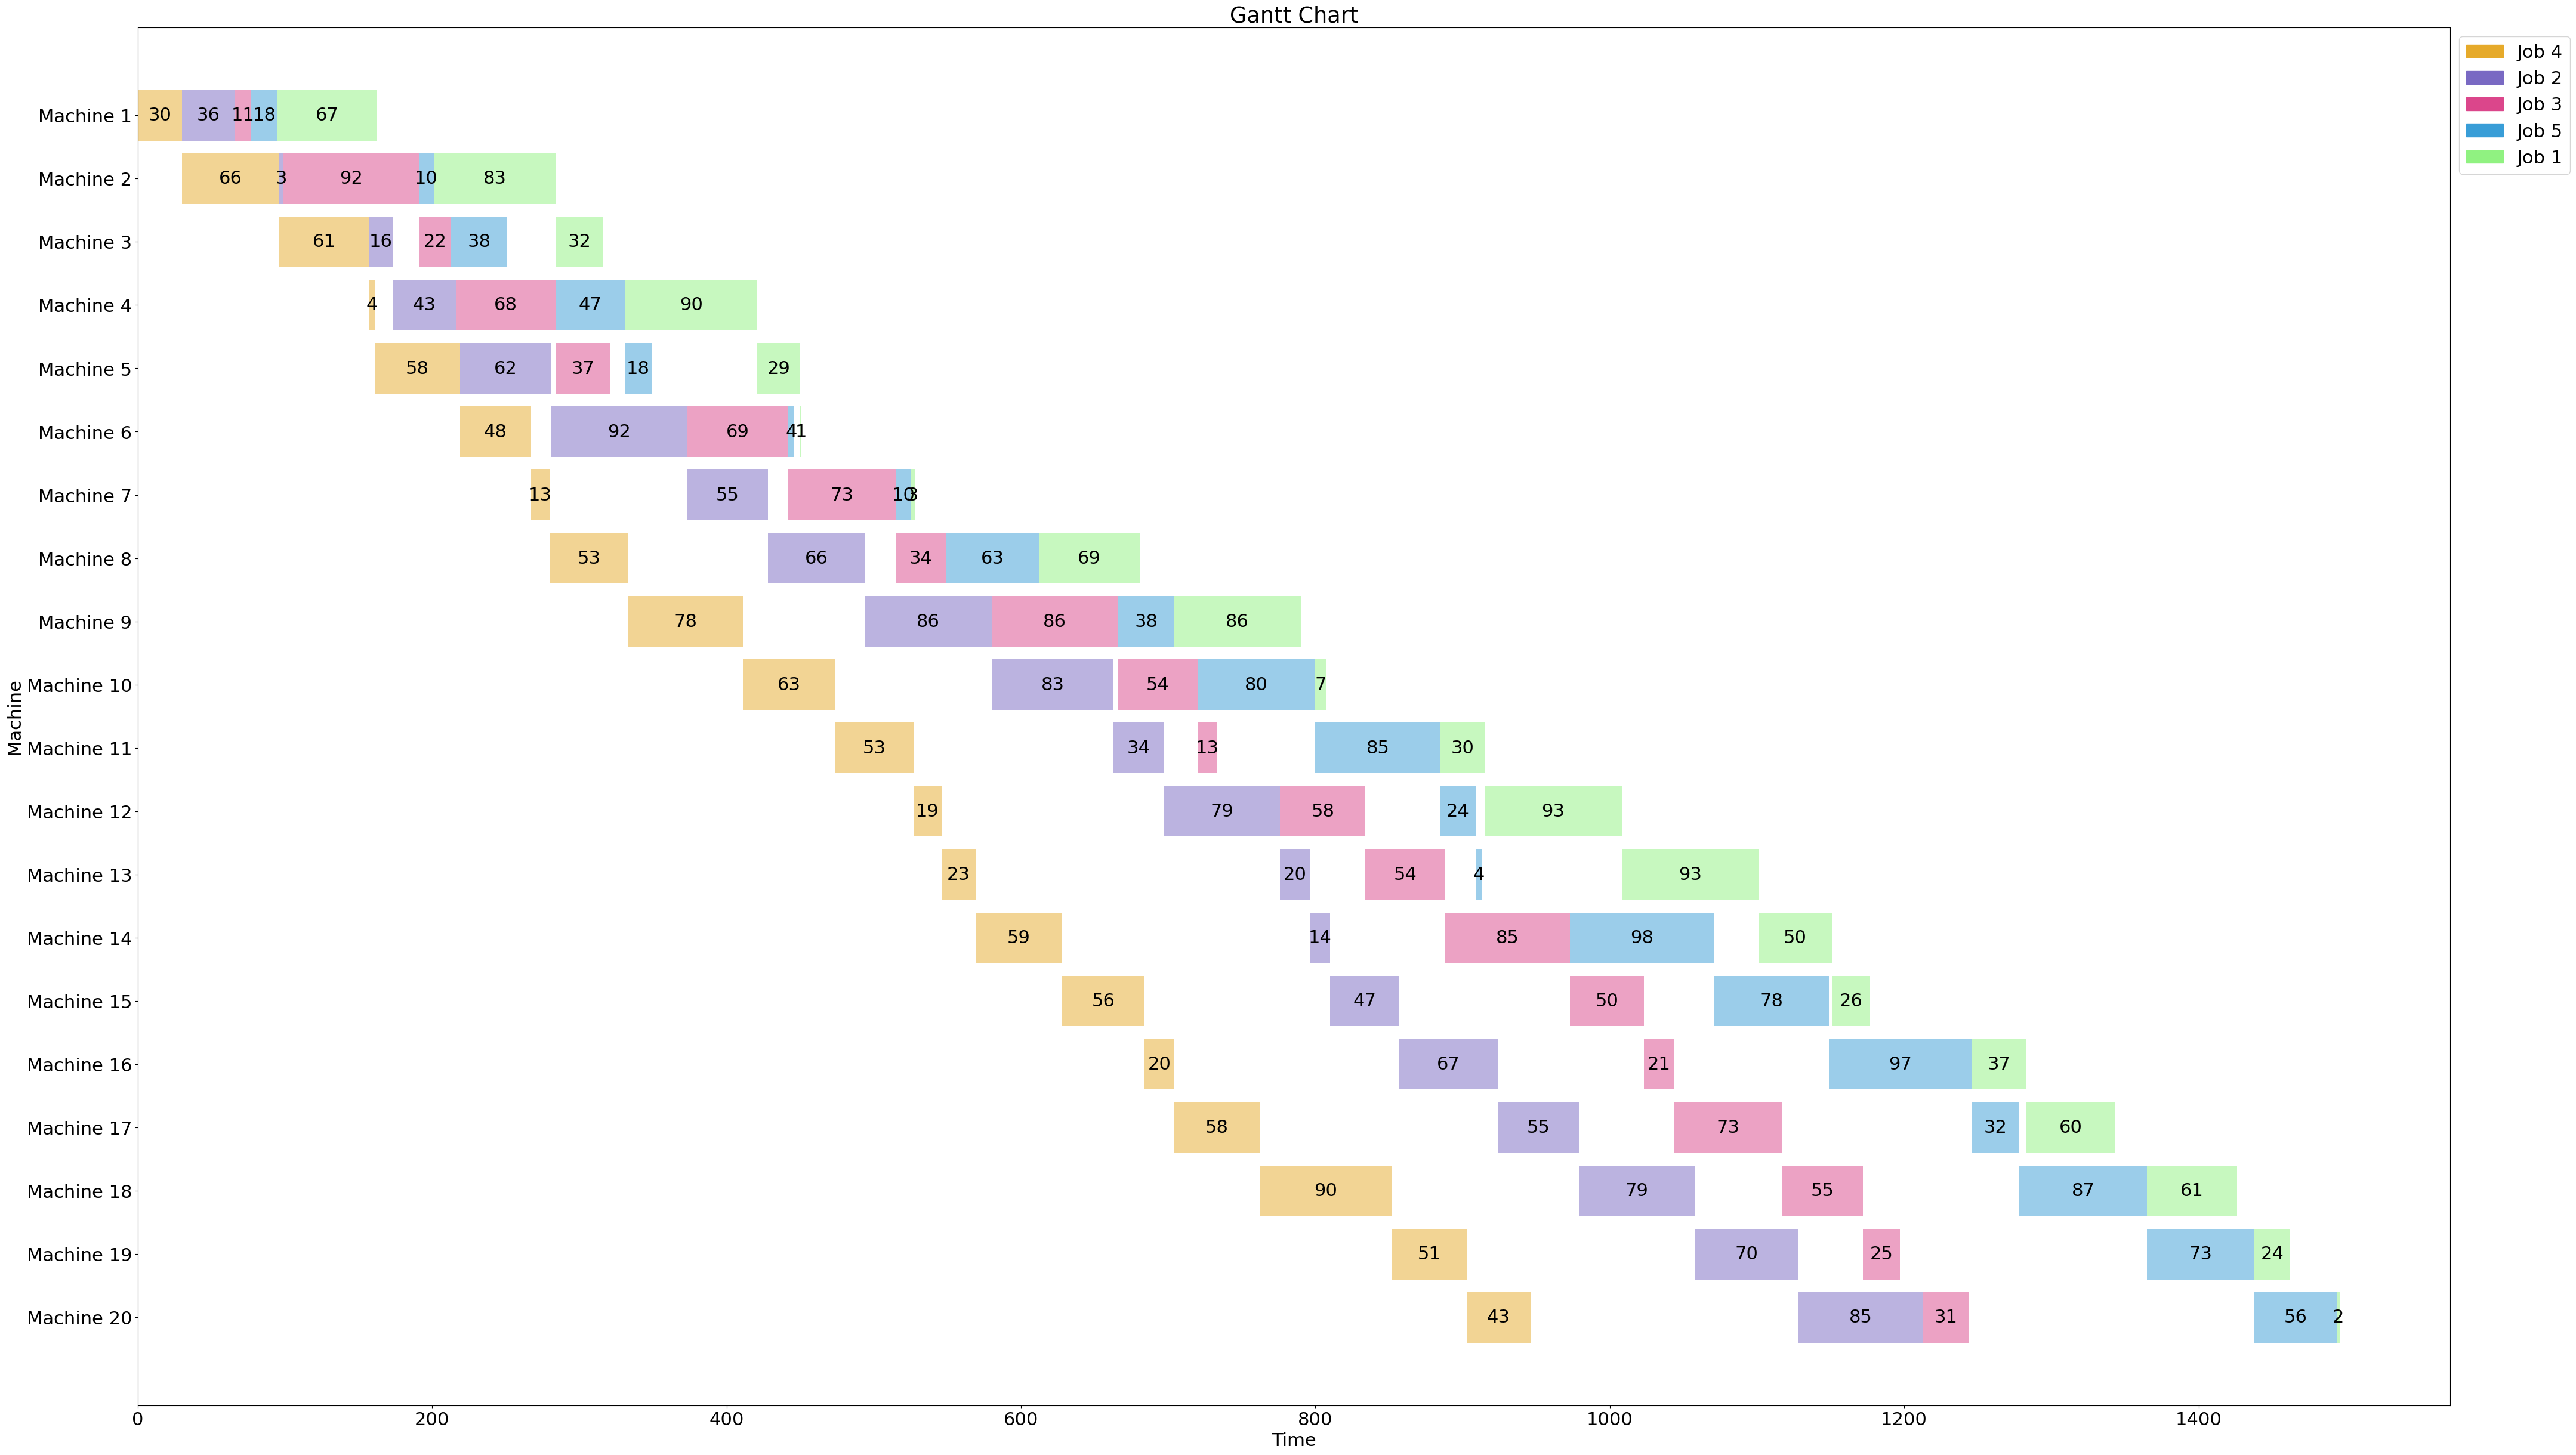 Gantt Chart
Job 4
Job 2
Job 3
Job 5
Job 1
Machine
Machine 1 30 36 11 18 67
Machine 2 66 3 92 10 83
Machine 3 61 16 22 38 32
Machine 4 4 43 68 47 90
Machine 5 58 62 37 18 29
Machine 6 48 92 69 4 1
Machine 7 13 55 73 10 3
Machine 8 53 66 34 63 69
Machine 9 78 86 86 38 86
Machine 10 63 83 54 80 7
Machine 11 53 34 13 85 30
Machine 12 19 79 58 24 93
Machine 13 23 20 54 4 93
Machine 14 59 14 85 98 50
Machine 15 56 47 50 78 26
Machine 16 20 67 21 97 37
Machine 17 58 55 73 32 60
Machine 18 90 79 55 87 61
Machine 19 51 70 25 73 24
Machine 20 43 85 31 56 2
0 200 400 600 800 1000 1200 1400
Time